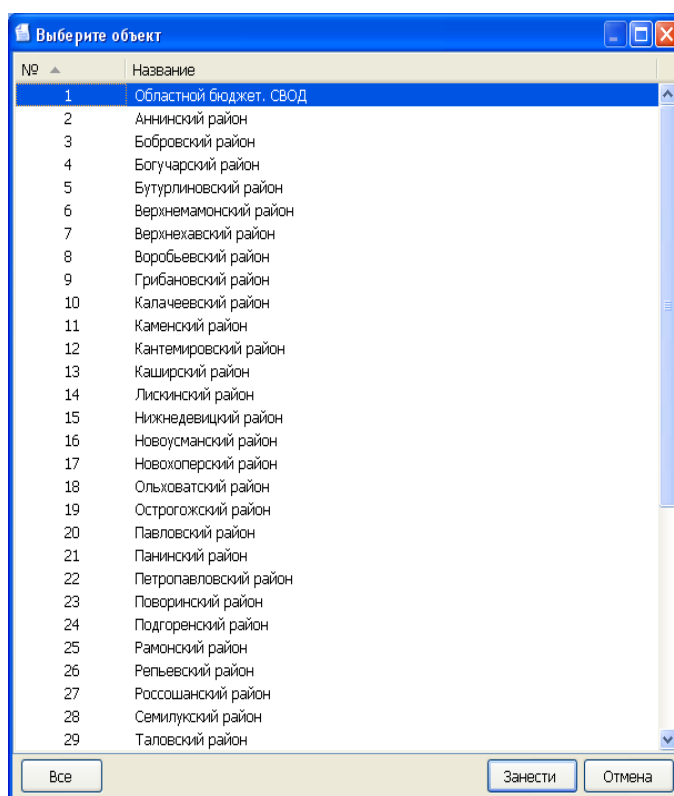 Выберите объект
№ Название
1 Областной бюджет. СВОД
2 Аннинский район
3 Бобровский район
4 Богучарский район
5 Бутурлиновский район
6 Верхнемамонский район
7 Верхнехавский район
8 Воробьевский район
9 Грибановский район
10 Калачеевский район
11 Каменский район
12 Кантемировский район
13 Каширский район
14 Лискинский район
15 Нижнедевицкий район
16 Новоусманский район
17 Новохоперский район
18 Ольховатский район
19 Острогожский район
20 Павловский район
21 Панинский район
22 Петропавловский район
23 Поворинский район
24 Подгоренский район
25 Рамонский район
26 Репьевский район
27 Россошанский район
28 Семилукский район
29 Таловский район
Все Занести Отмена